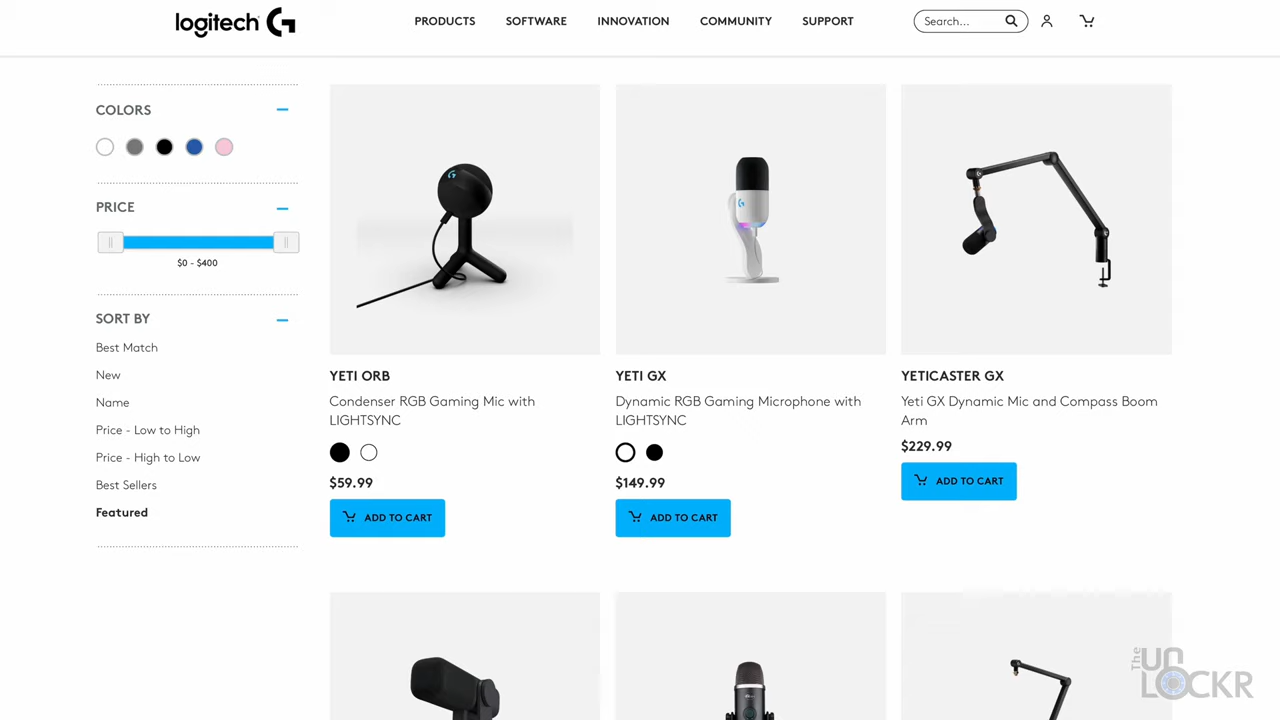 logitech G
PRODUCTS
SOFTWARE
INNOVATION
COMMUNITY
SUPPORT
Search...
COLORS
PRICE
$0 - $400
SORT BY
Best Match
New
Name
Price - Low to High
Price - High to Low
Best Sellers
Featured
YETI ORB
Condenser RGB Gaming Mic with
LIGHTSYNC
$59.99
ADD TO CART
YETI GX
Dynamic RGB Gaming Microphone with
LIGHTSYNC
$149.99
ADD TO CART
YETICASTER GX
Yeti GX Dynamic Mic and Compass Boom
Arm
$229.99
ADD TO CART
The
UN
LOCKR